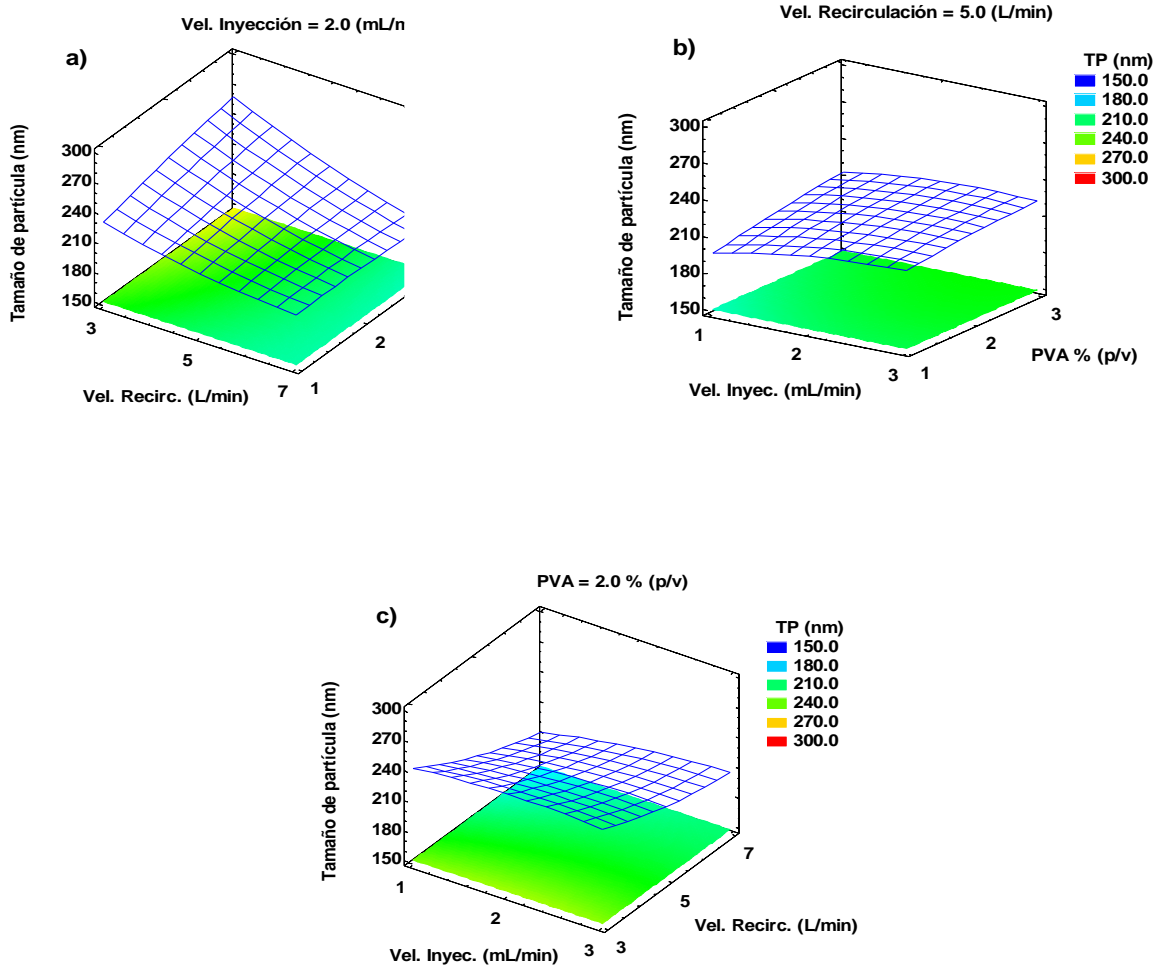 Vel. Inyección = 2.0 (mL/
a)
Tamaño de partícula (nm)
300
270
240
210
180
150
3
5
7
1
2
Vel. Recirc. (L/min)
Vel. Recirculación = 5.0 (L/min)
b)
TP (nm)
150.0
180.0
210.0
240.0
270.0
300.0
Tamaño de partícula (nm)
300
270
240
210
180
150
1
2
3
1
2
3
Vel. Inyec. (mL/min)
PVA % (p/v)
PVA = 2.0 % (p/v)
c)
TP (nm)
150.0
180.0
210.0
240.0
270.0
300.0
Tamaño de partícula (nm)
300
270
240
210
180
150
1
2
3
3
5
7
Vel. Inyec. (mL/min)
Vel. Recirc. (L/min)